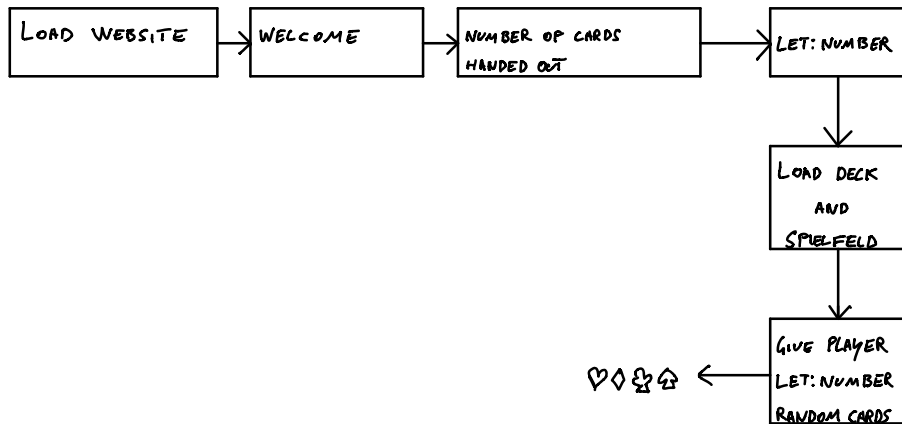 LOAD WEBSITE
WELCOME
NUMBER OF CARDS
HANDED OUT
LET: NUMBER
LOAD DECK
AND
SPIELFELD
GIVE PLAYER
LET: NUMBER
RANDOM CARDS